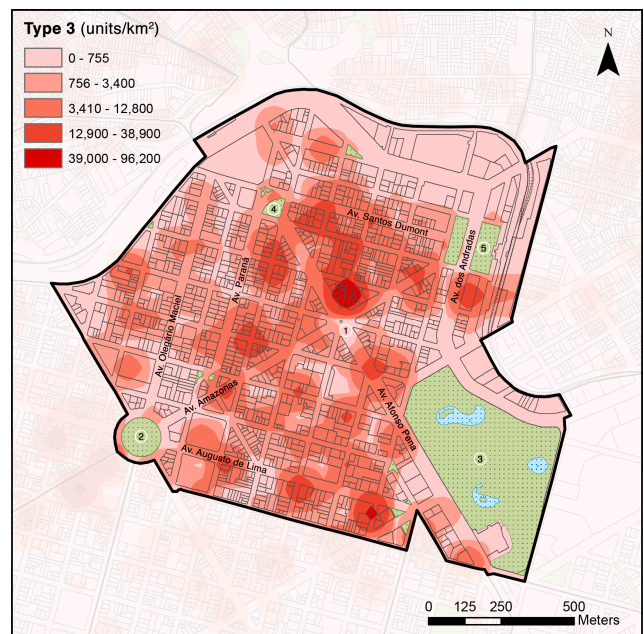 Type 3 (units/km²)
0 - 755
756 - 3,400
3,410 - 12,800
12,900 - 38,900
39,000 - 96,200
N
4
Av. Santos Dumont
5
Av. dos Andradas
Av. Paraná
Av. Olegário Maciel
1
Av. Amazonas
Av. Afonso Pena
2
Av. Augusto de Lima
3
0 125 250 500
Meters